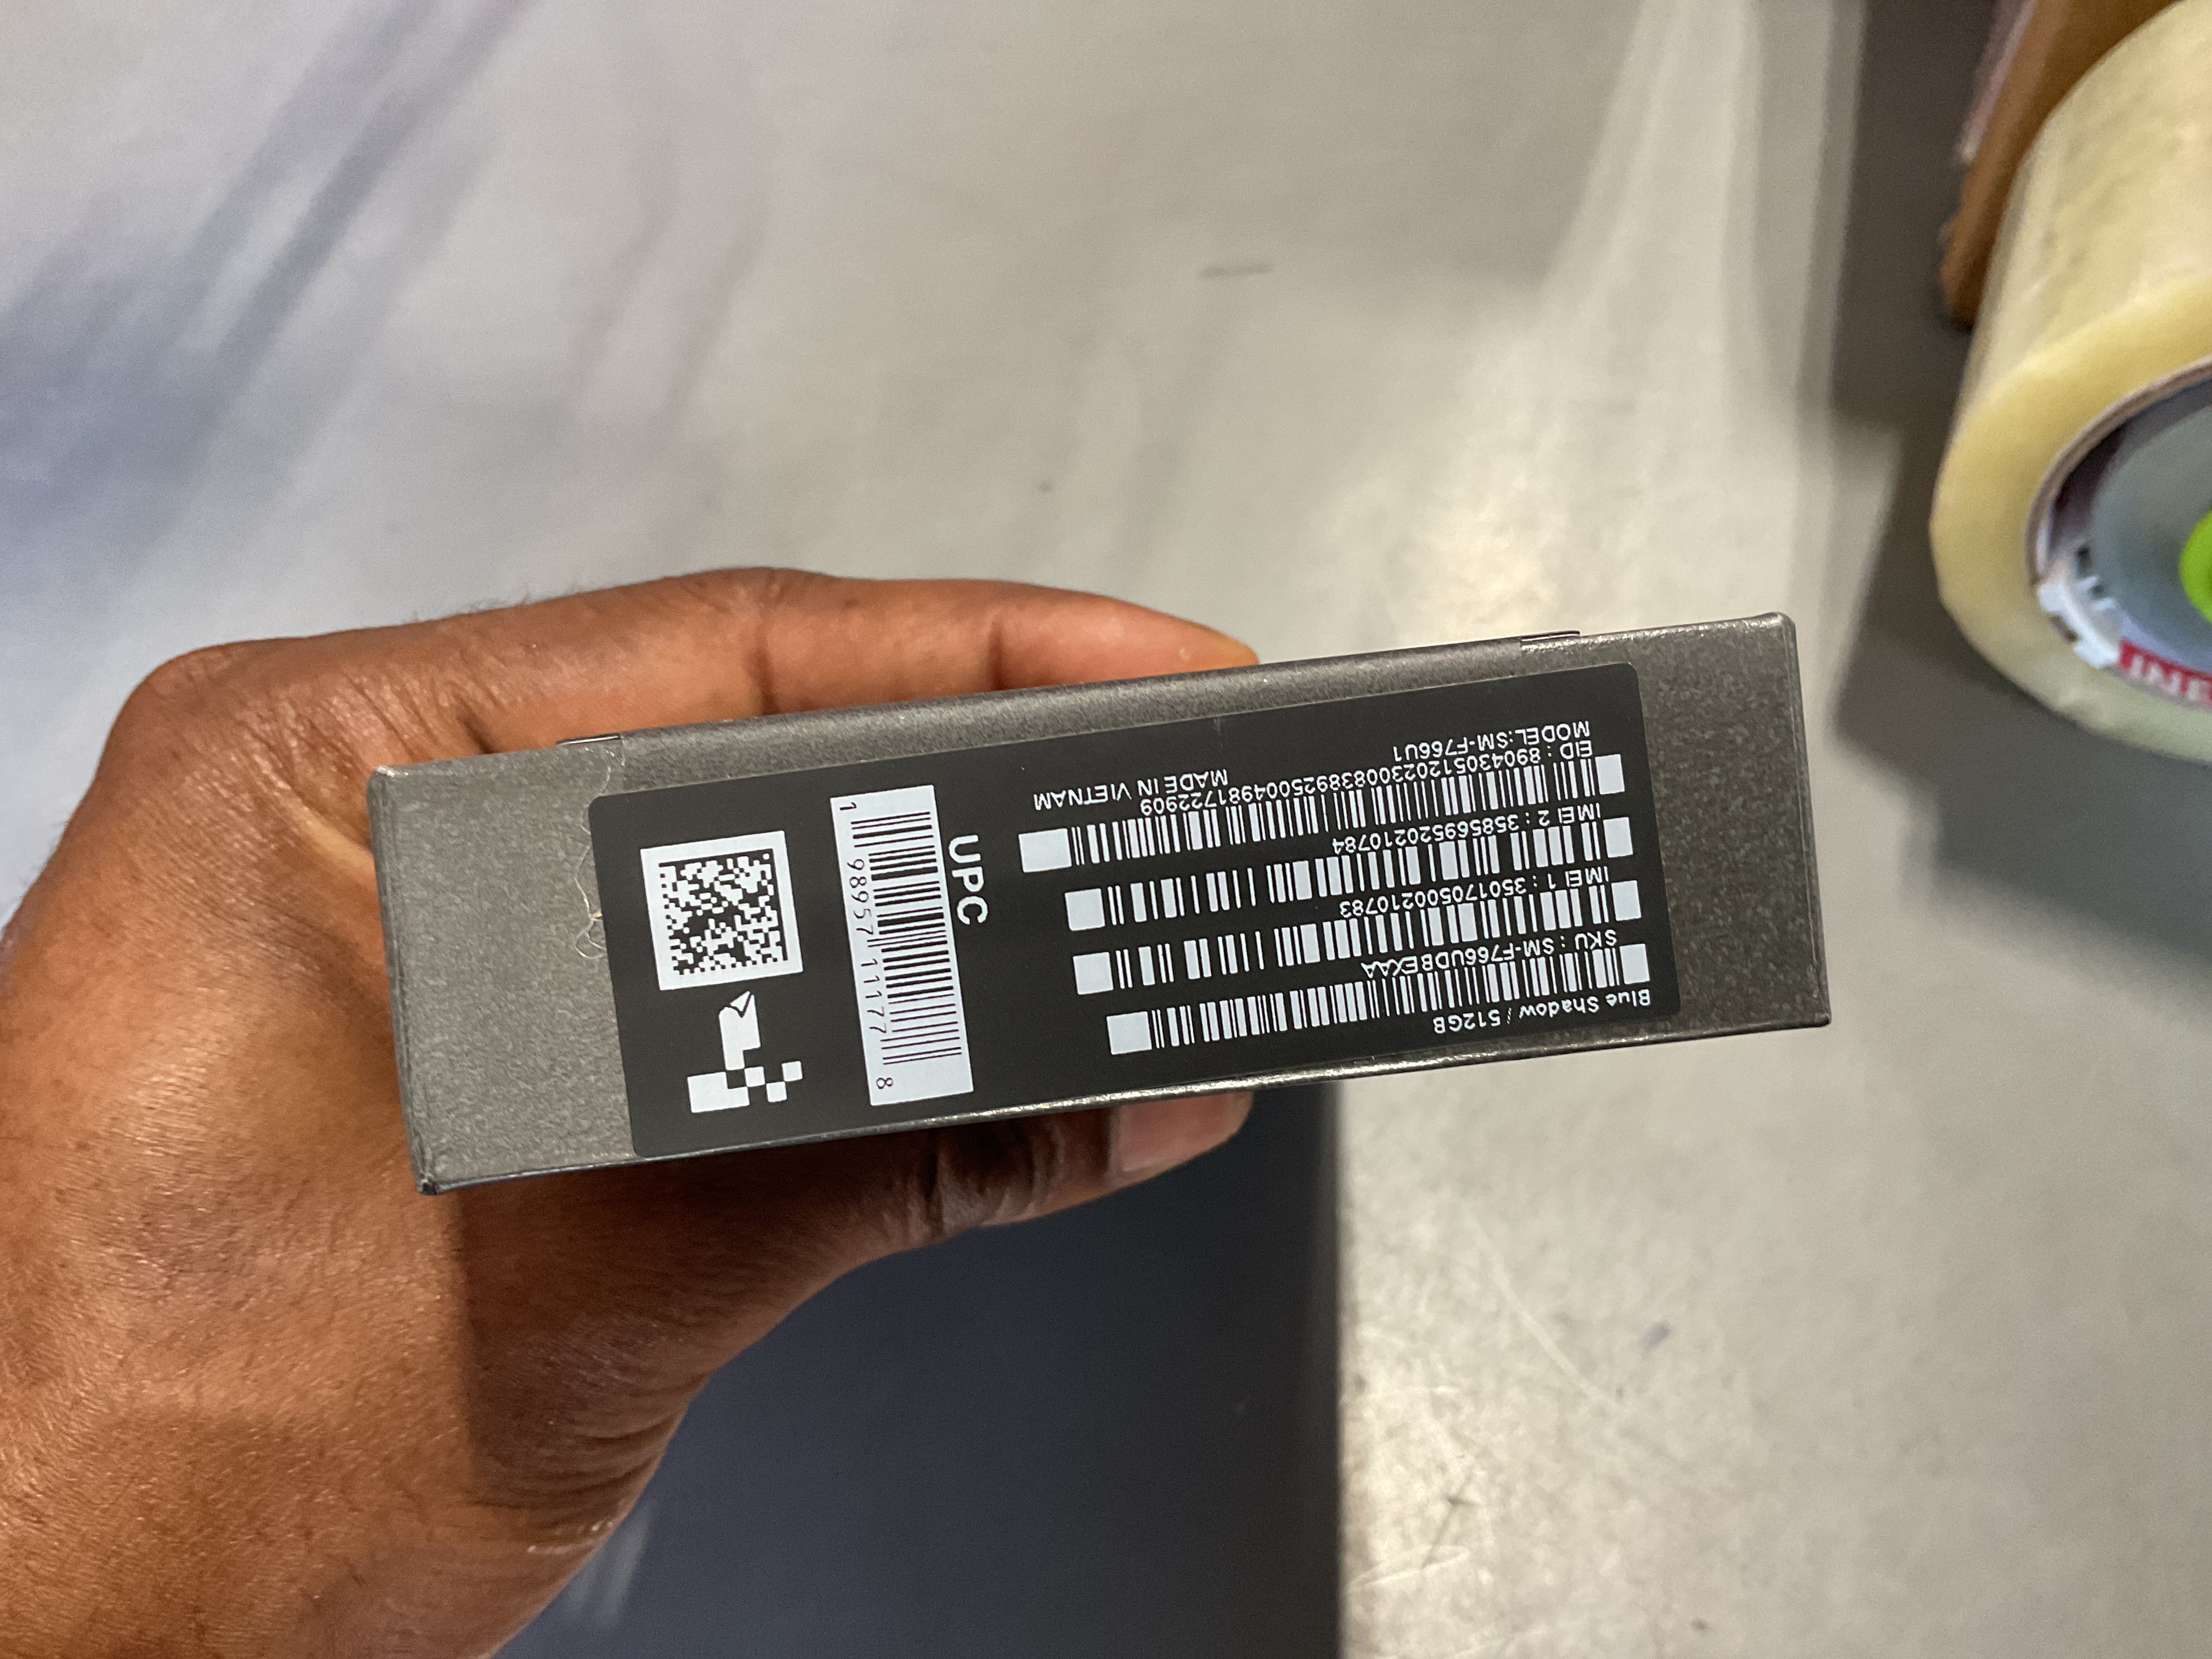 Blue Shadow / 512GB
SKU : SM-F766UDBEXAA
IMEI 1 : 350170500210783
IMEI 2 : 358569520210784
EID : 89043051202300838925004981722909
MODEL:SM-F766U1
MADE IN VIETNAM
UPC
1 98957 11177 8